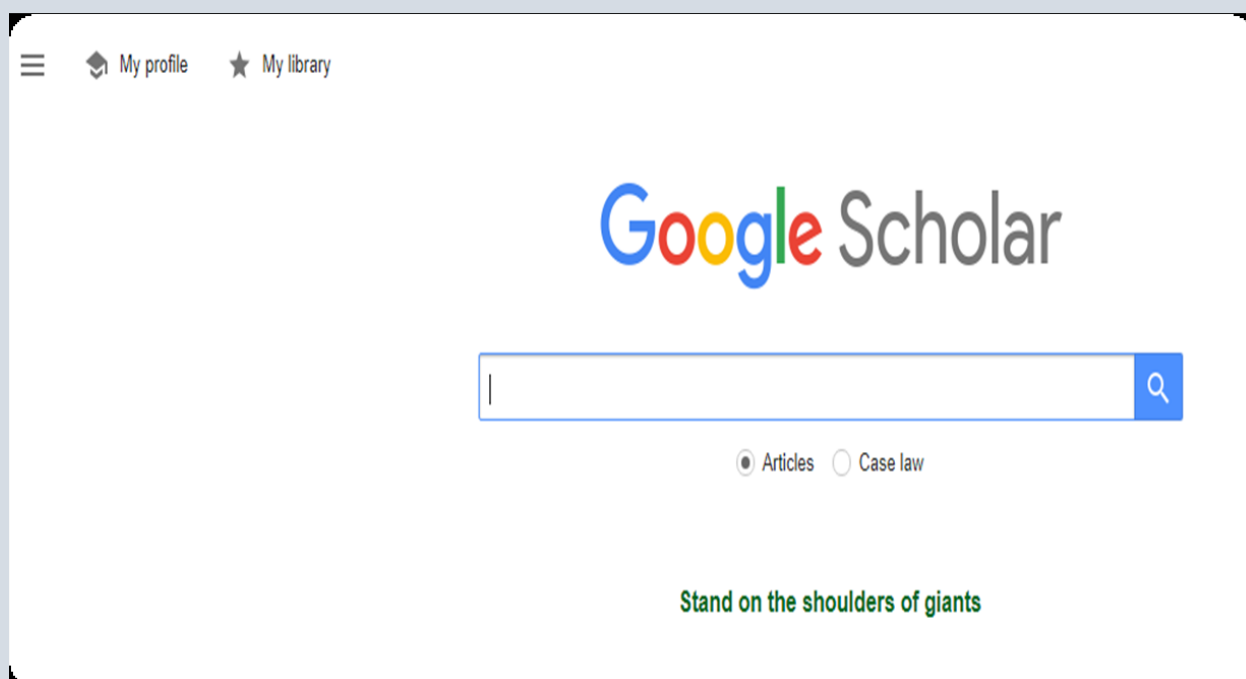 My profile My library
Google Scholar
Articles Case law
Stand on the shoulders of giants